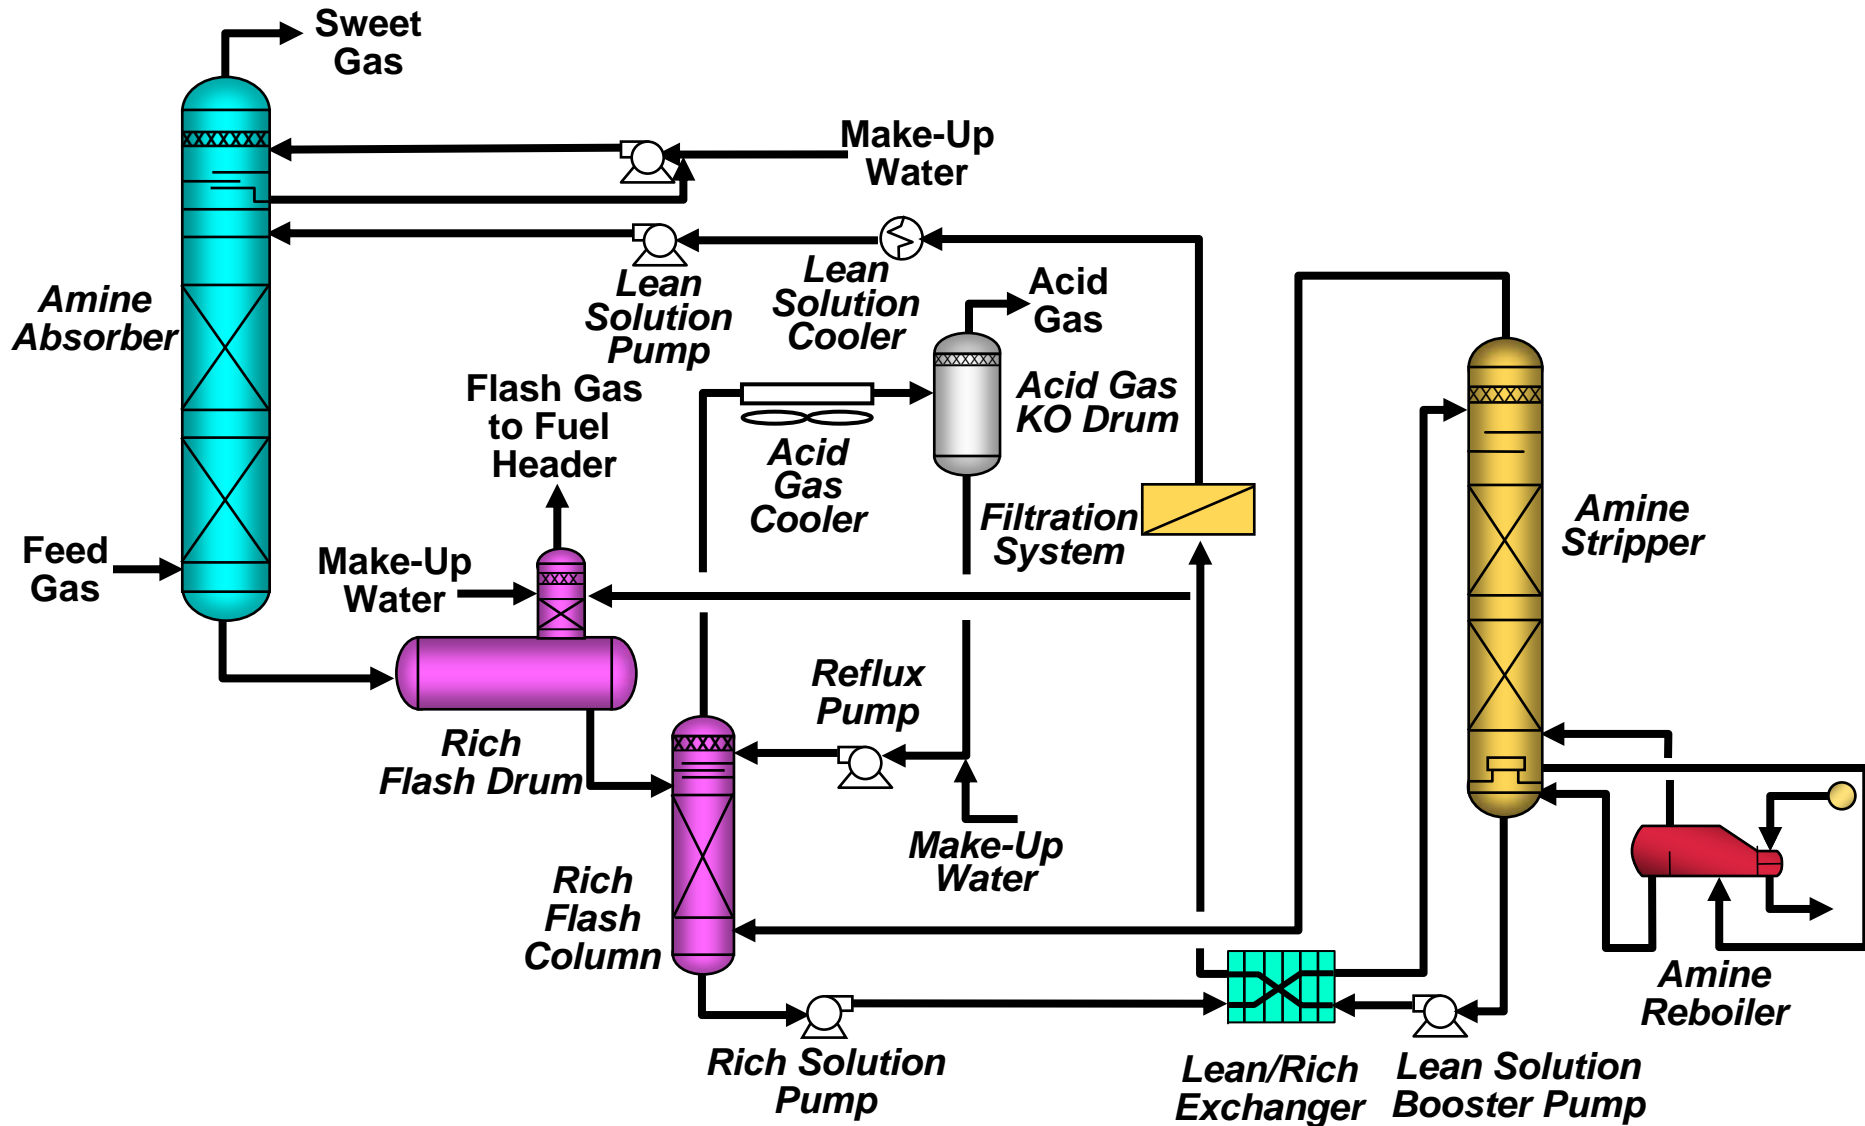 Sweet
Gas
Make-Up
Water
Amine
Absorber
Lean
Solution
Pump
Lean
Solution
Cooler
Acid
Gas
Flash Gas
to Fuel
Header
Acid Gas
KO Drum
Acid
Gas
Cooler
Filtration
System
Amine
Stripper
Feed
Gas
Make-Up
Water
Reflux
Pump
Rich
Flash Drum
Make-Up
Water
Rich
Flash
Column
Amine
Reboiler
Rich Solution
Pump
Lean/Rich
Exchanger
Lean Solution
Booster Pump